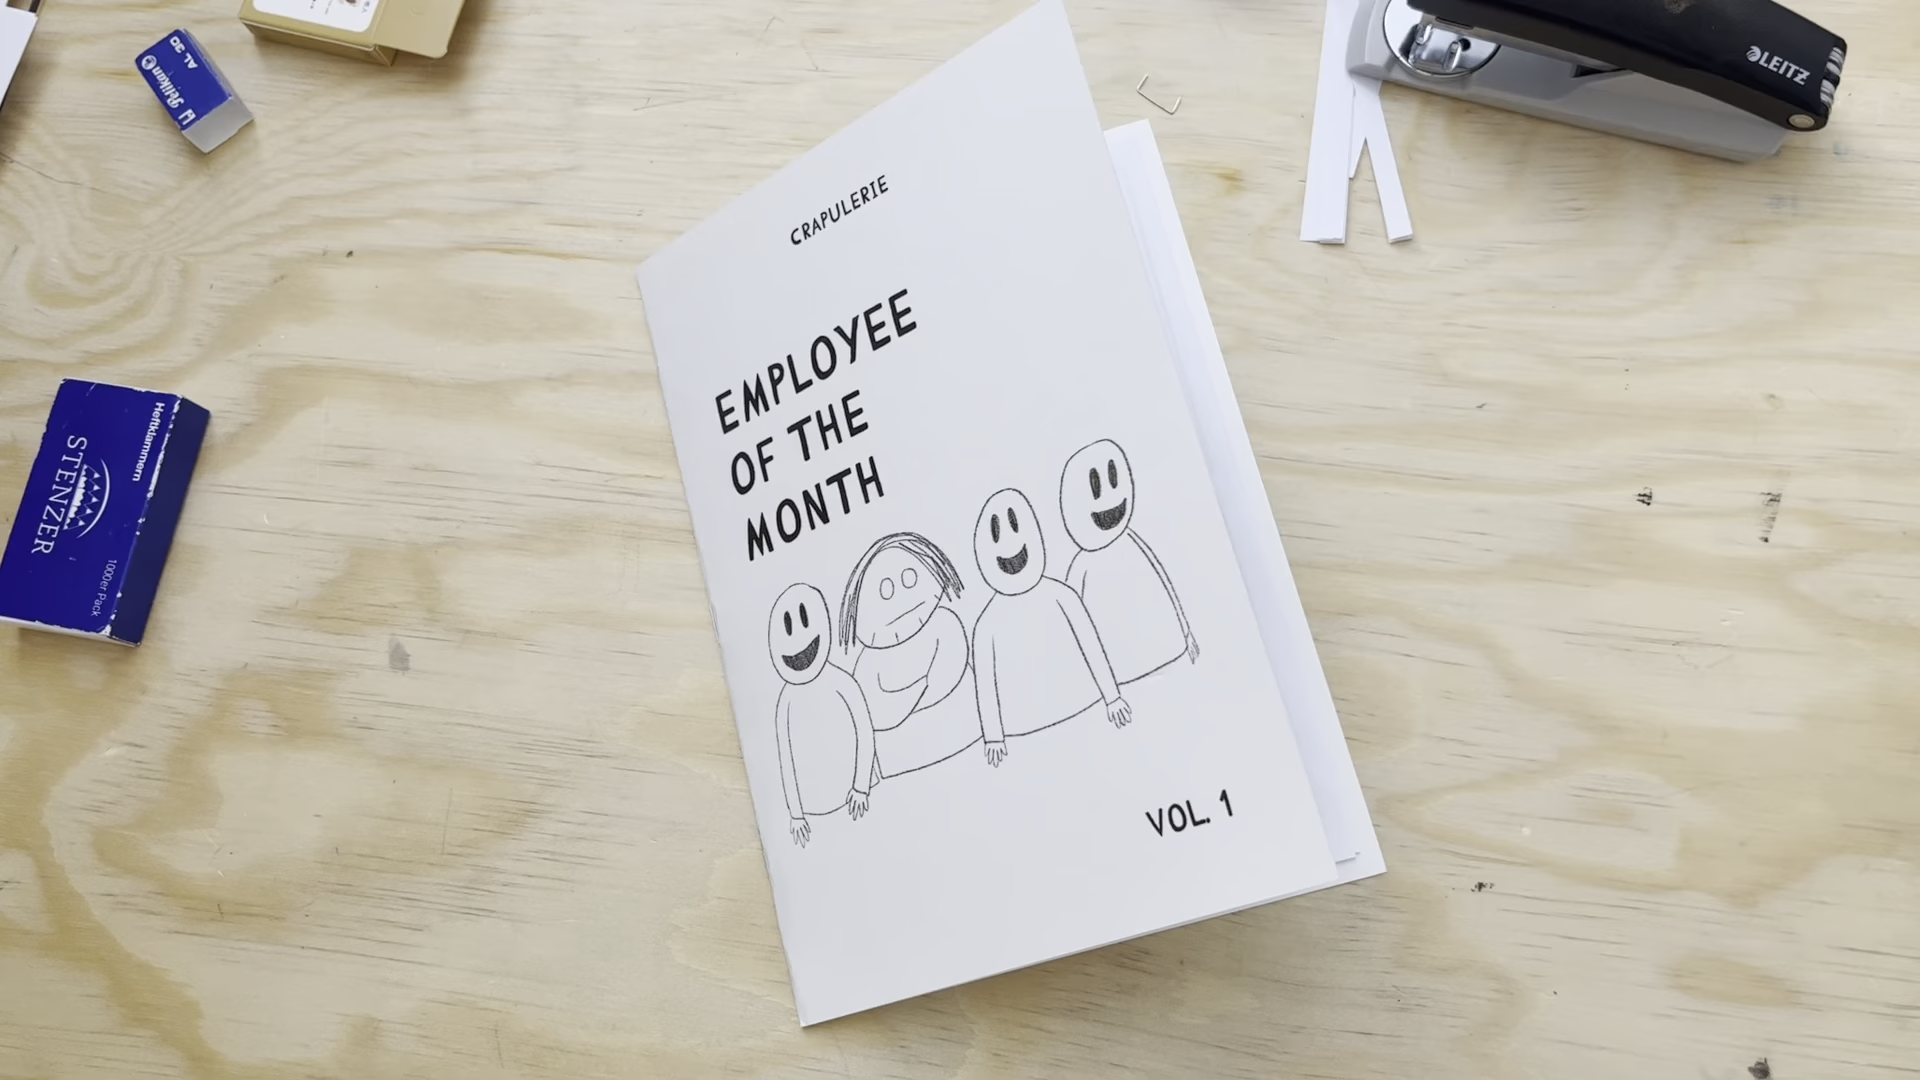 Pelikan
AL 30
LEITZ
CRAPULERIE
EMPLOYEE
OF THE
MONTH
VOL. 1
Heftklammern
STENZER
1000er Pack